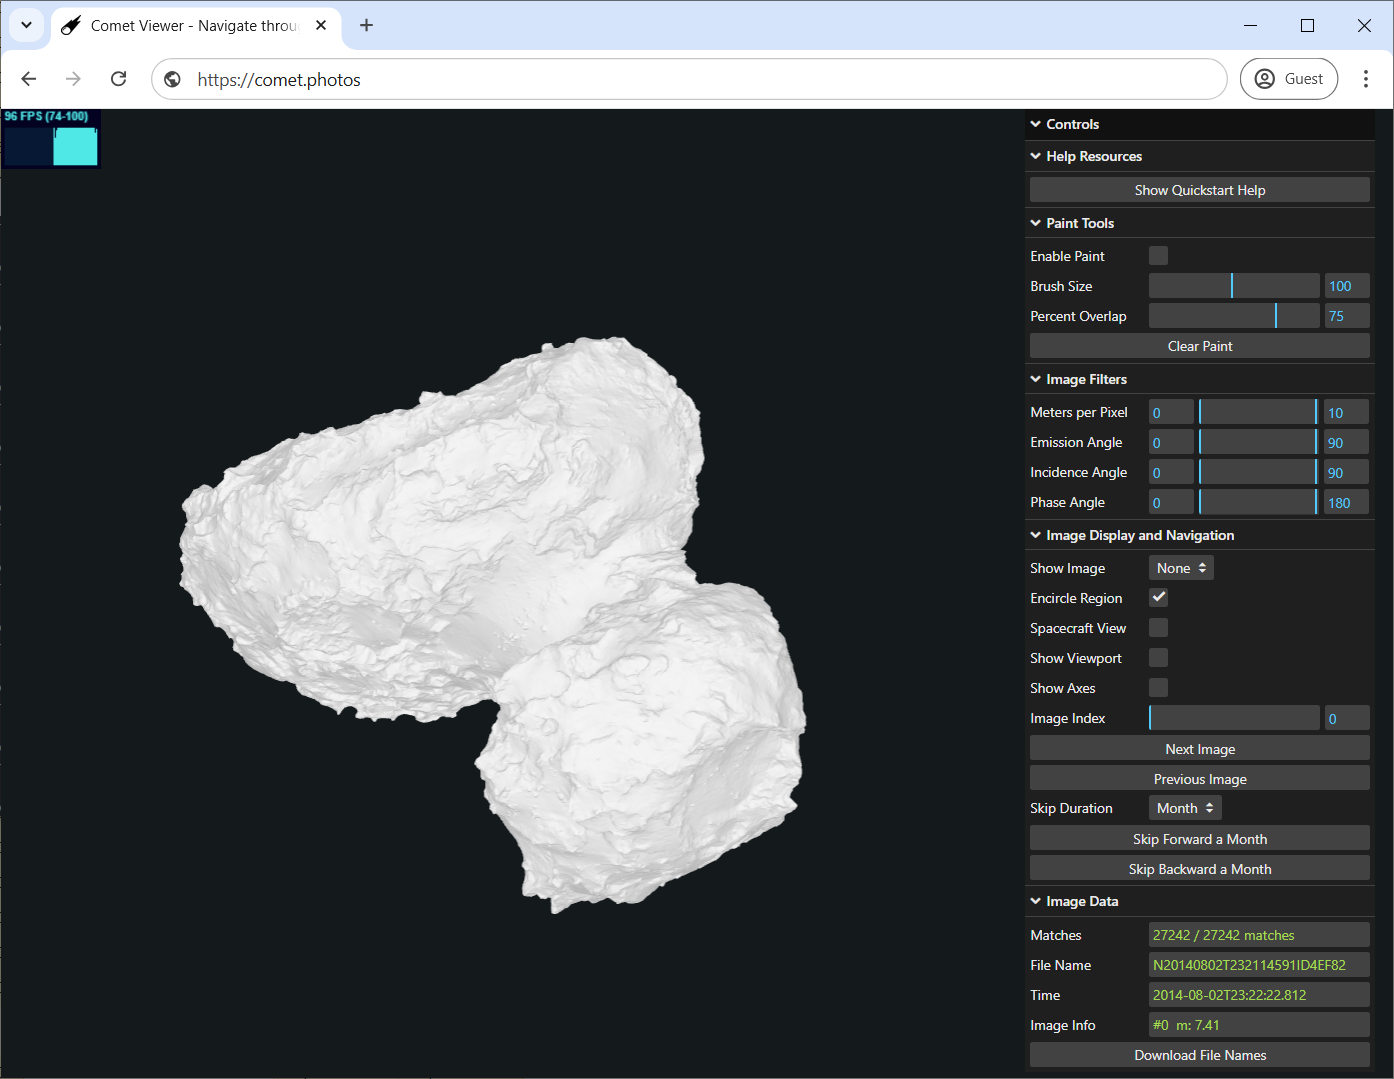 Comet Viewer - Navigate throu
https://comet.photos
Guest
96 FPS (74-100)
Controls
Help Resources
Show Quickstart Help
Paint Tools
Enable Paint
Brush Size 100
Percent Overlap 75
Clear Paint
Image Filters
Meters per Pixel 0 10
Emission Angle 0 90
Incidence Angle 0 90
Phase Angle 0 180
Image Display and Navigation
Show Image None
Encircle Region
Spacecraft View
Show Viewport
Show Axes
Image Index 0
Next Image
Previous Image
Skip Duration Month
Skip Forward a Month
Skip Backward a Month
Image Data
Matches 27242 / 27242 matches
File Name N20140802T232114591ID4EF82
Time 2014-08-02T23:22:22.812
Image Info #0 m: 7.41
Download File Names